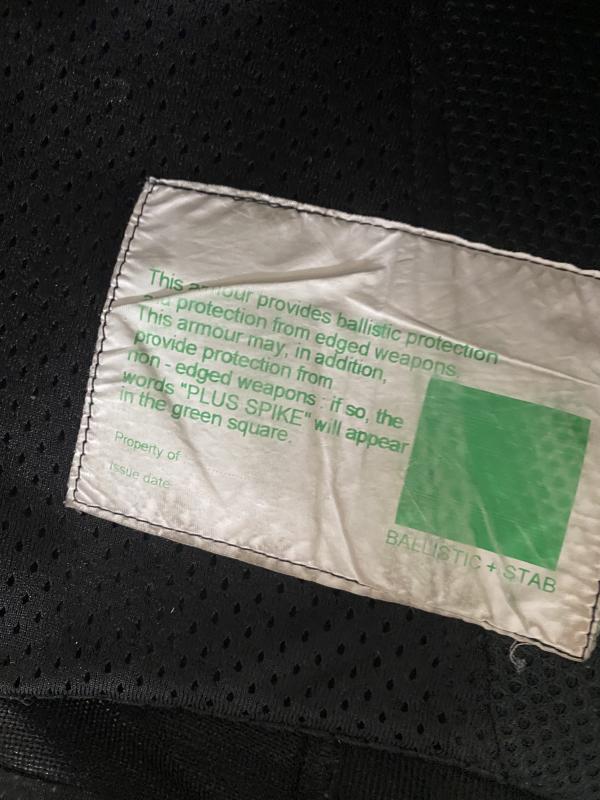 This armour provides ballistic protection
and protection from edged weapons.
This armour may, in addition,
provide protection from
non - edged weapons : if so, the
words "PLUS SPIKE" will appear
in the green square.
Property of
Issue date
BALLISTIC + STAB